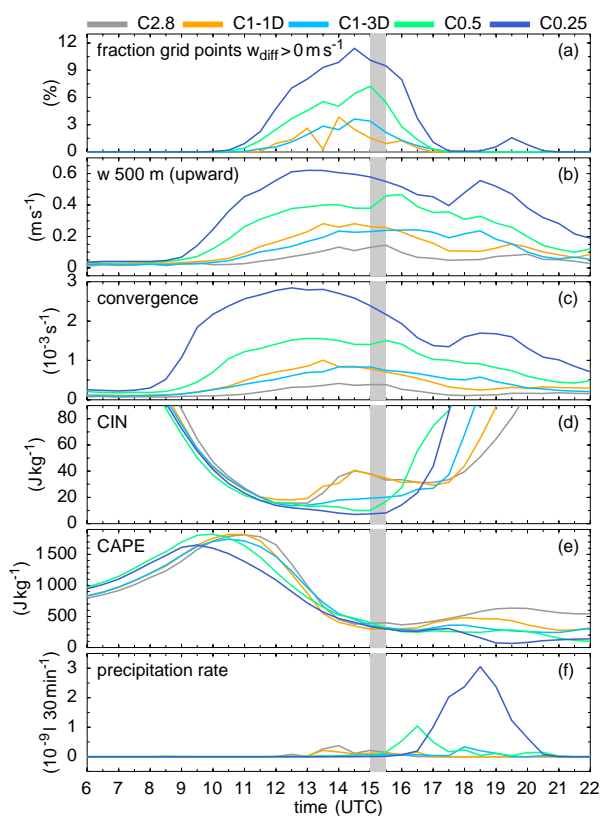 C2.8 C1-1D C1-3D C0.5 C0.25
fraction grid points w_diff > 0 m s⁻¹ (a)
(%)
12
9
6
3
0
w 500 m (upward) (b)
(m s⁻¹)
0.6
0.4
0.2
0
convergence (c)
(10⁻³ s⁻¹)
3
2
1
0
CIN (d)
(J kg⁻¹)
80
60
40
20
0
CAPE (e)
(J kg⁻¹)
1500
1000
500
0
precipitation rate (f)
(10⁻⁹ l 30 min⁻¹)
3
2
1
0
6 7 8 9 10 11 12 13 14 15 16 17 18 19 20 21 22
time (UTC)